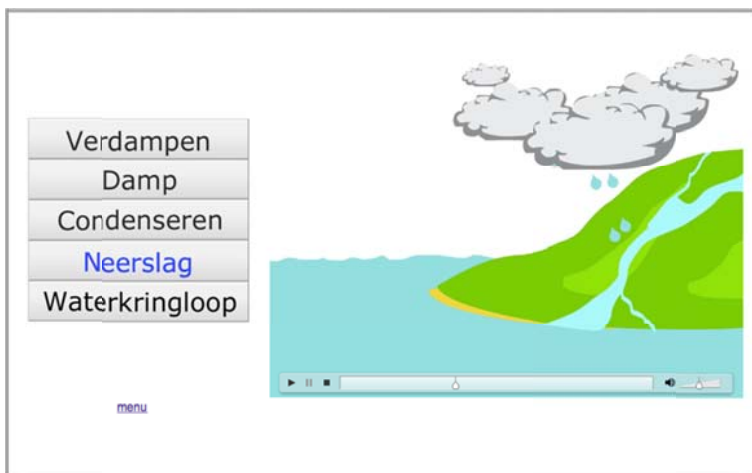 Verdampen
Damp
Condenseren
Neerslag
Waterkringloop
menu